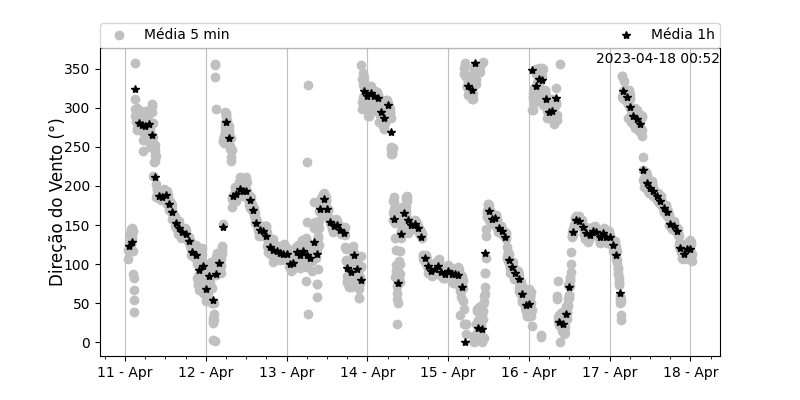 Média 5 min
Média 1h
2023-04-18 00:52
Direção do Vento (°)
350
300
250
200
150
100
50
0
11 - Apr
12 - Apr
13 - Apr
14 - Apr
15 - Apr
16 - Apr
17 - Apr
18 - Apr